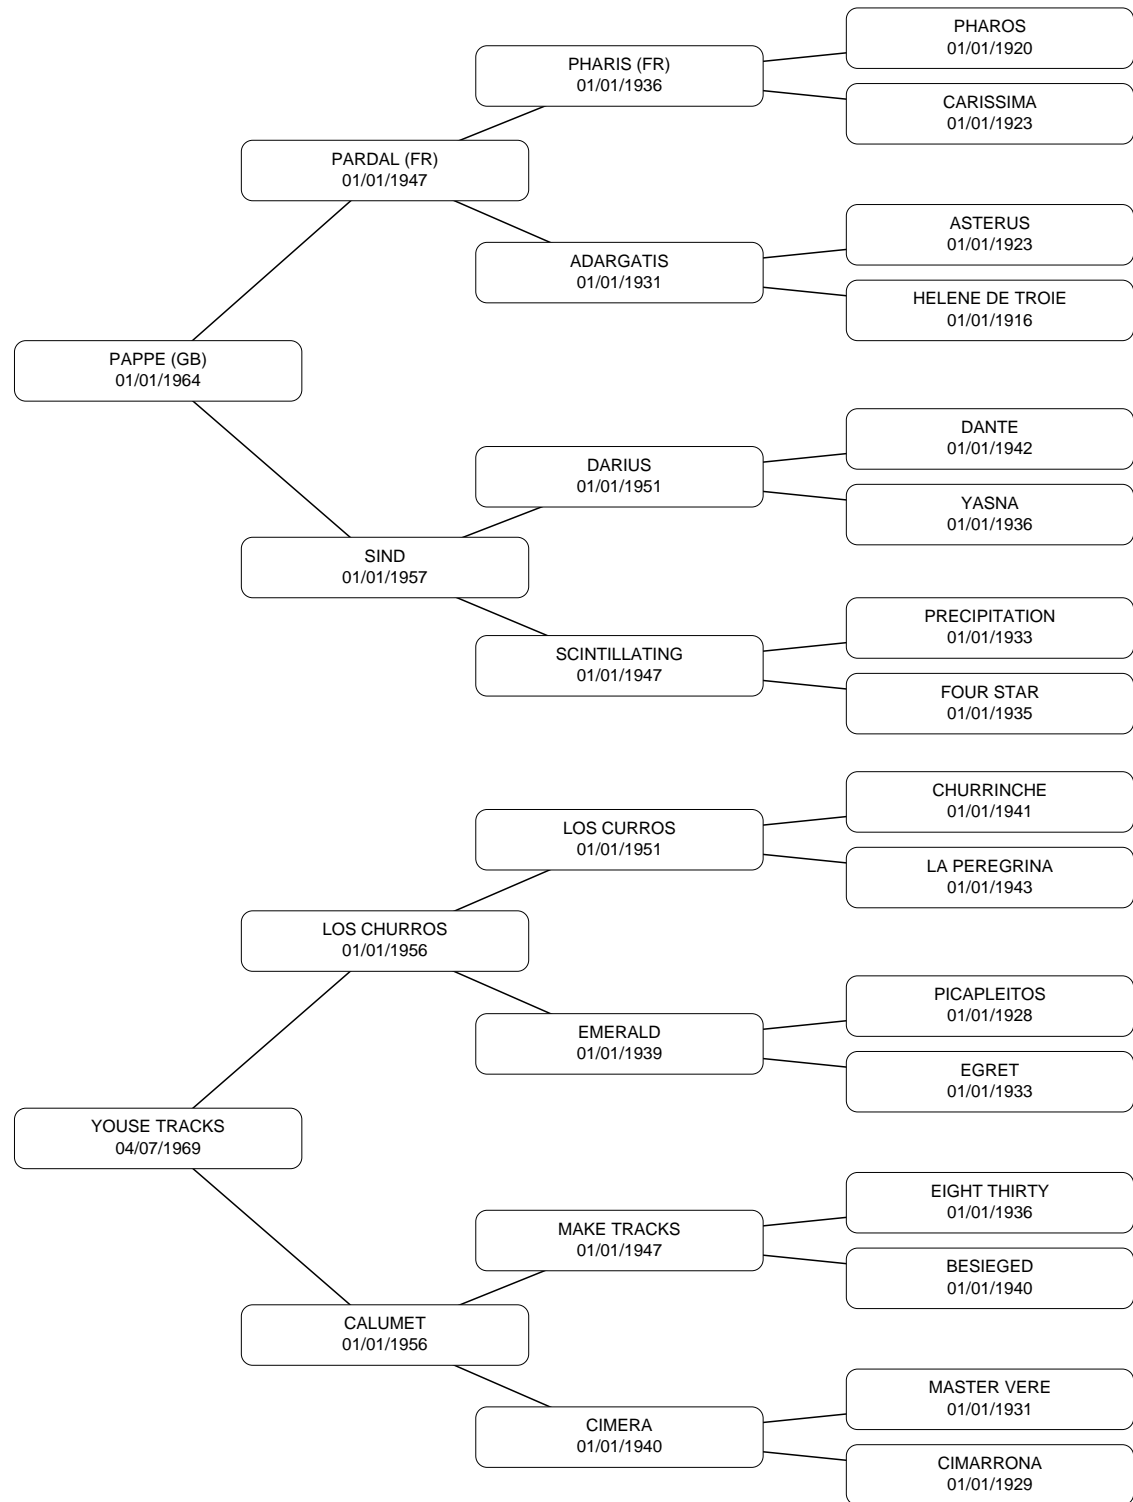 PHAROS
01/01/1920
PHARIS (FR)
01/01/1936
CARISSIMA
01/01/1923
PARDAL (FR)
01/01/1947
ASTERUS
01/01/1923
ADARGATIS
01/01/1931
HELENE DE TROIE
01/01/1916
PAPPE (GB)
01/01/1964
DANTE
01/01/1942
DARIUS
01/01/1951
YASNA
01/01/1936
SIND
01/01/1957
PRECIPITATION
01/01/1933
SCINTILLATING
01/01/1947
FOUR STAR
01/01/1935
CHURRINCHE
01/01/1941
LOS CURROS
01/01/1951
LA PEREGRINA
01/01/1943
LOS CHURROS
01/01/1956
PICAPLEITOS
01/01/1928
EMERALD
01/01/1939
EGRET
01/01/1933
YOUSE TRACKS
04/07/1969
EIGHT THIRTY
01/01/1936
MAKE TRACKS
01/01/1947
BESIEGED
01/01/1940
CALUMET
01/01/1956
MASTER VERE
01/01/1931
CIMERA
01/01/1940
CIMARRONA
01/01/1929